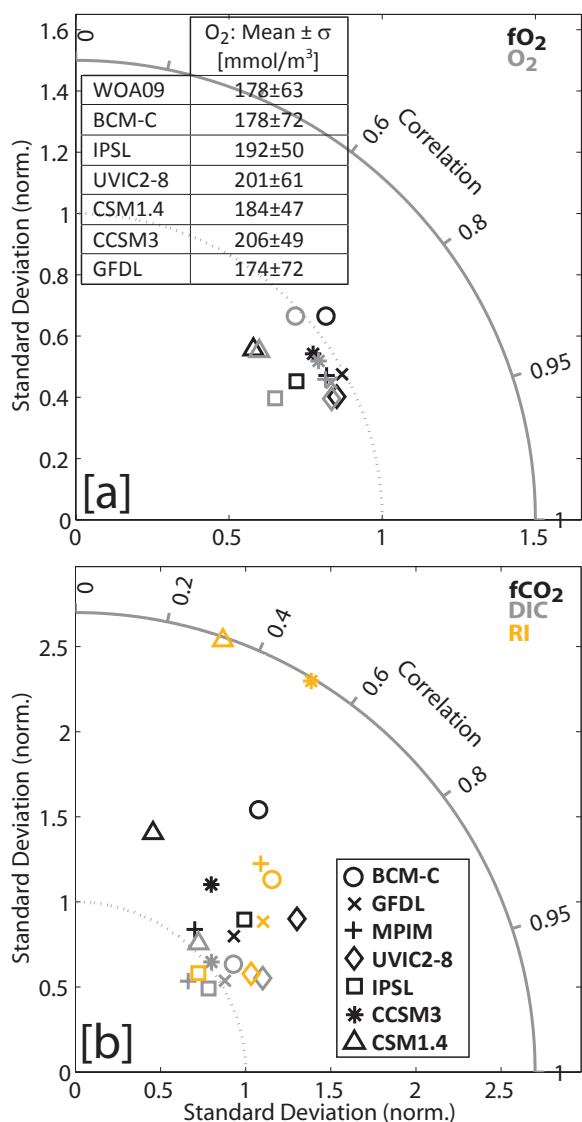 1.6
1.4
1.2
1
0.8
0.6
0.4
0.2
0
Standard Deviation (norm.)
0
O₂: Mean ± σ
[mmol/m³]
WOA09 178±63
BCM-C 178±72
IPSL 192±50
UVIC2-8 201±61
CSM1.4 184±47
CCSM3 206±49
GFDL 174±72
fO₂
O₂
0.6
Correlation
0.8
0.95
1
[a]
0.5
1
1.5
2.5
2
1.5
1
0.5
0
Standard Deviation (norm.)
0
0.2
0.4
0.6
Correlation
0.8
0.95
1
fCO₂
DIC
RI
BCM-C
GFDL
MPIM
UVIC2-8
IPSL
CCSM3
CSM1.4
[b]
0.5
1
1.5
2
2.5
Standard Deviation (norm.)